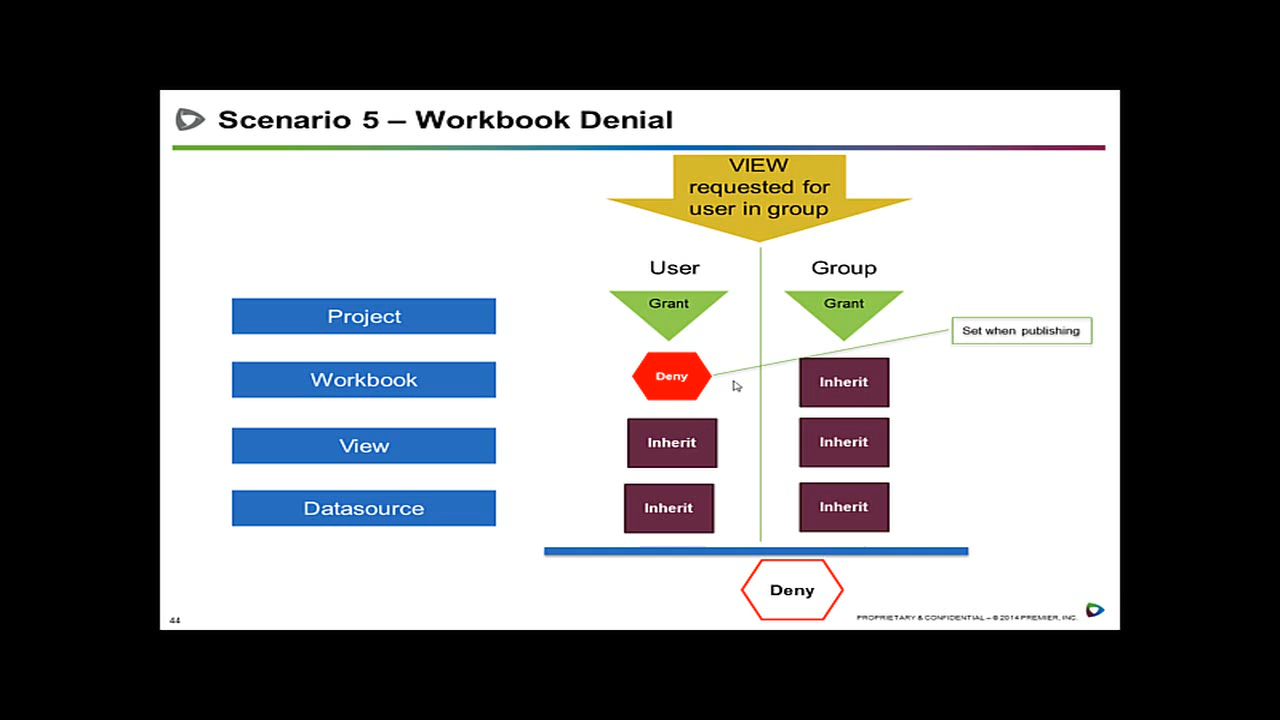 Scenario 5 – Workbook Denial
VIEW
requested for
user in group
User
Group
Project
Grant
Grant
Set when publishing
Workbook
Deny
Inherit
View
Inherit
Inherit
Datasource
Inherit
Inherit
Deny
44
PROPRIETARY & CONFIDENTIAL – © 2014 PREMIER, INC.